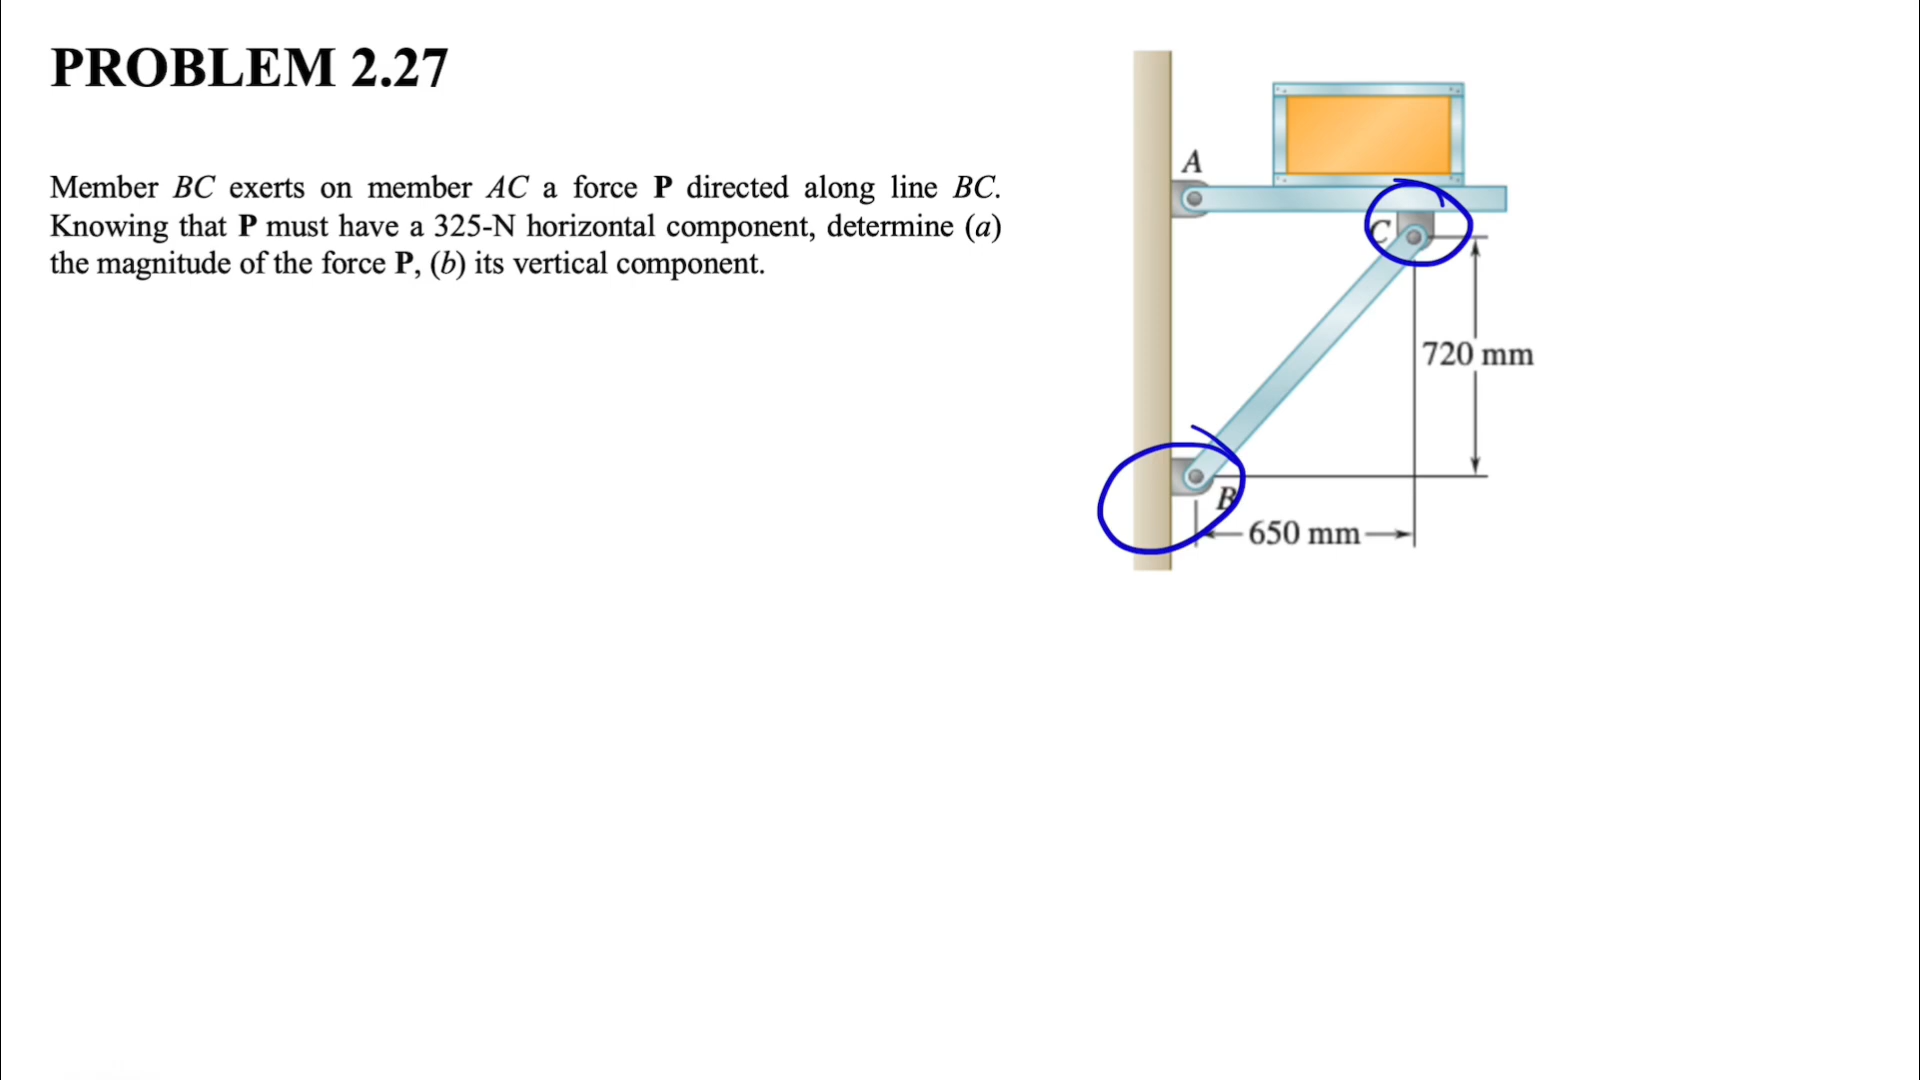 PROBLEM 2.27
Member BC exerts on member AC a force P directed along line BC.
Knowing that P must have a 325-N horizontal component, determine (a)
the magnitude of the force P, (b) its vertical component.
A
C
720 mm
B
650 mm